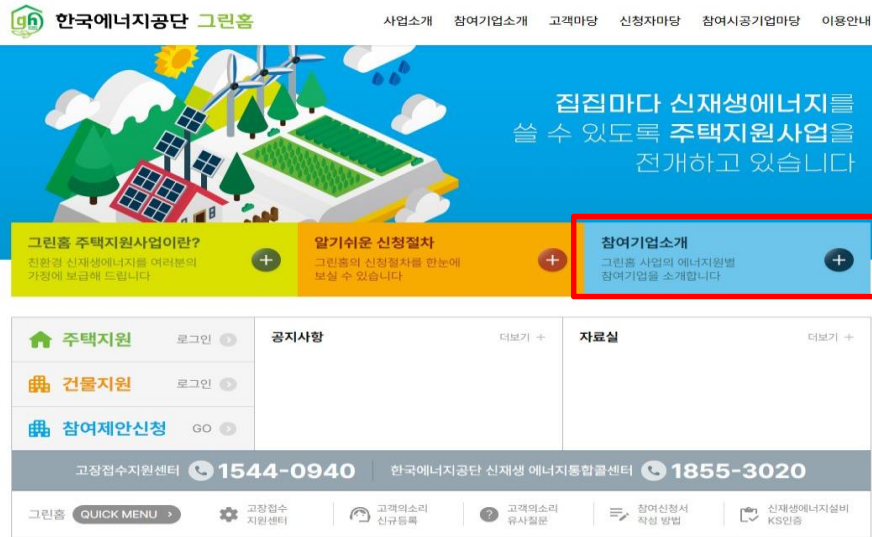 한국에너지공단 그린홈
사업소개 참여기업소개 고객마당 신청자마당 참여시공기업마당 이용안내
집집마다 신재생에너지를
쓸 수 있도록 주택지원사업을
전개하고 있습니다
그린홈 주택지원사업이란?
친환경 신재생에너지를 여러분의
가정에 보급해 드립니다
알기쉬운 신청절차
그린홈의 신청절차를 한눈에
보실 수 있습니다
참여기업소개
그린홈 사업의 에너지원별
참여기업을 소개합니다
주택지원 로그인
건물지원 로그인
참여제안신청 GO
공지사항 더보기 +
자료실 더보기 +
고장접수지원센터 1544-0940 한국에너지공단 신재생 에너지통합콜센터 1855-3020
그린홈 QUICK MENU >
고장접수
지원센터
고객의소리
신규등록
고객의소리
유사질문
참여신청서
작성 방법
신재생에너지설비
KS인증